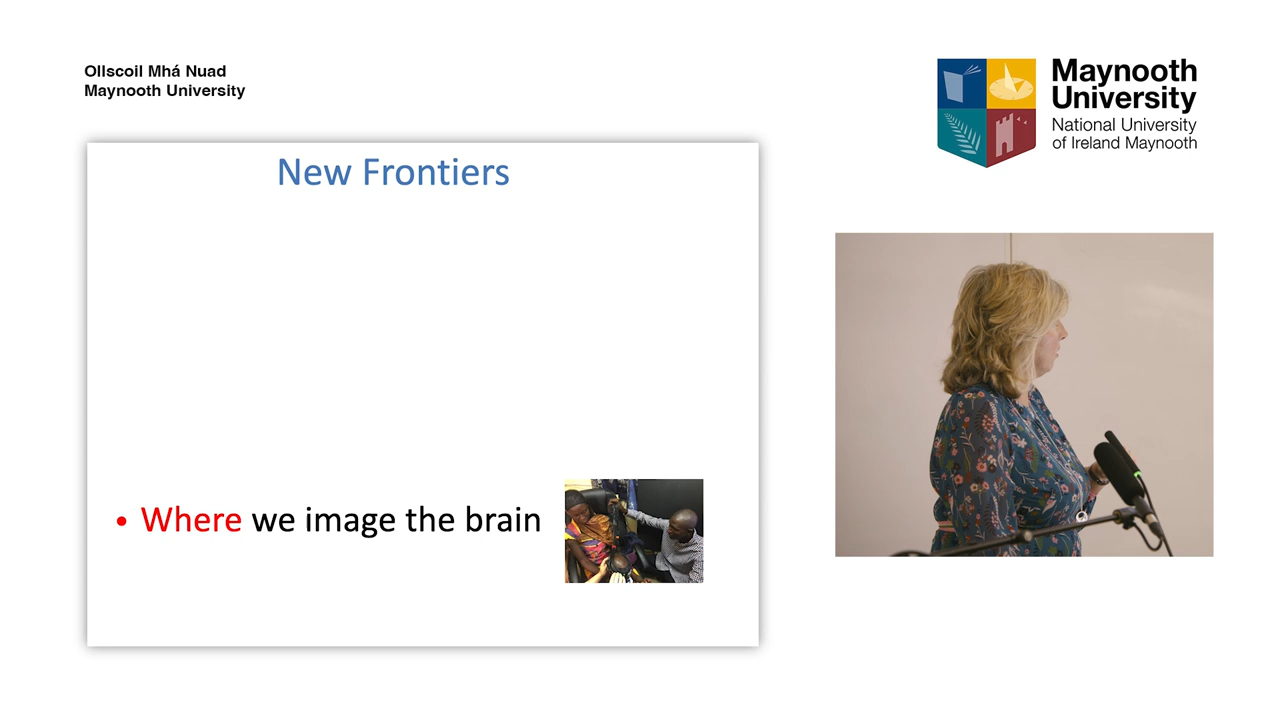 Ollscoil Mhá Nuad
Maynooth University
Maynooth
University
National University
of Ireland Maynooth
New Frontiers
• Where we image the brain